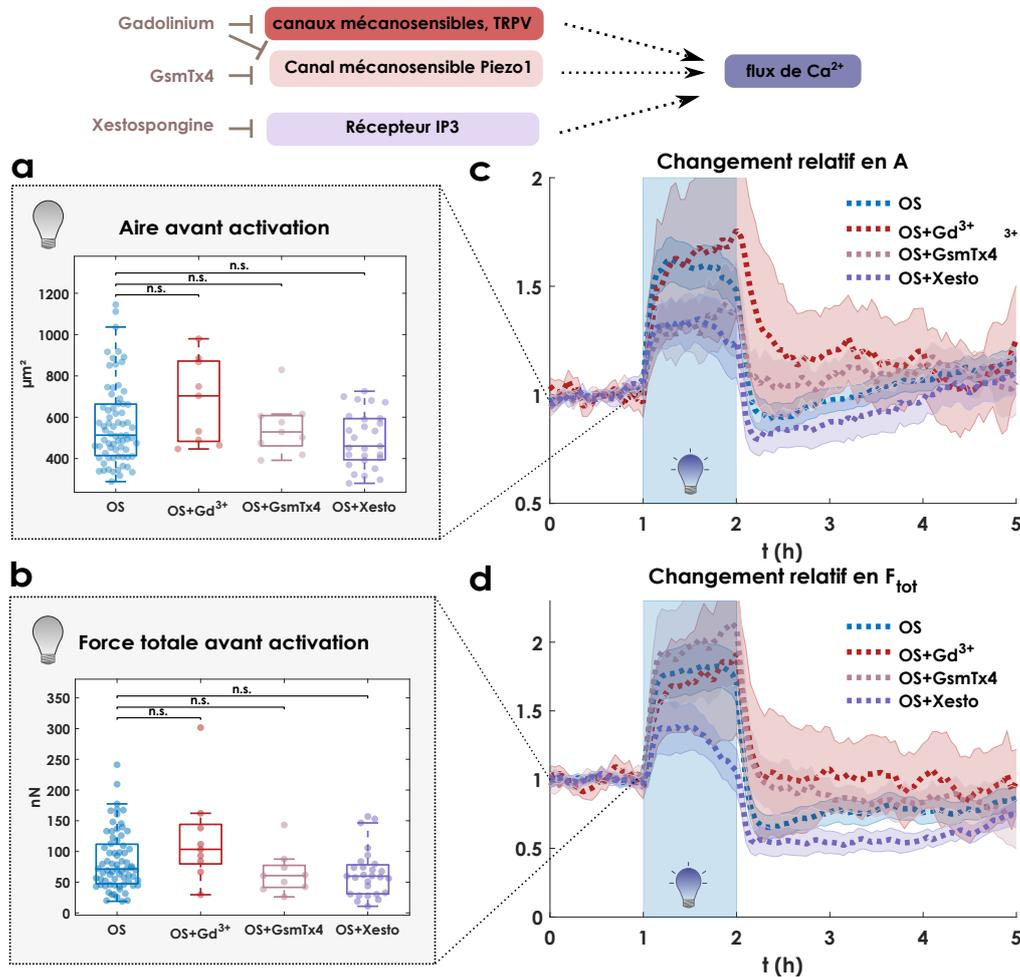 Gadolinium
canaux mécanosensibles, TRPV
GsmTx4
Canal mécanosensible Piezo1
flux de Ca²⁺
Xestospongine
Récepteur IP3
a
Aire avant activation
n.s.
n.s.
n.s.
1200
1000
800
600
400
µm²
OS
OS+Gd³⁺
OS+GsmTx4
OS+Xesto
c
Changement relatif en A
2
1.5
1
0.5
OS
OS+Gd³⁺
3+
OS+GsmTx4
OS+Xesto
0
1
2
3
4
5
t (h)
b
Force totale avant activation
n.s.
n.s.
n.s.
350
300
250
200
150
100
50
0
nN
OS
OS+Gd³⁺
OS+GsmTx4
OS+Xesto
d
Changement relatif en F_tot
2
1.5
1
0.5
0
OS
OS+Gd³⁺
OS+GsmTx4
OS+Xesto
0
1
2
3
4
5
t (h)